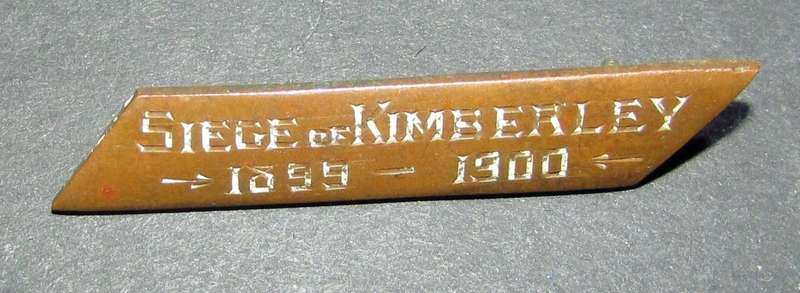 SIEGE OF KIMBERLEY
→ 1899 — 1900 ←